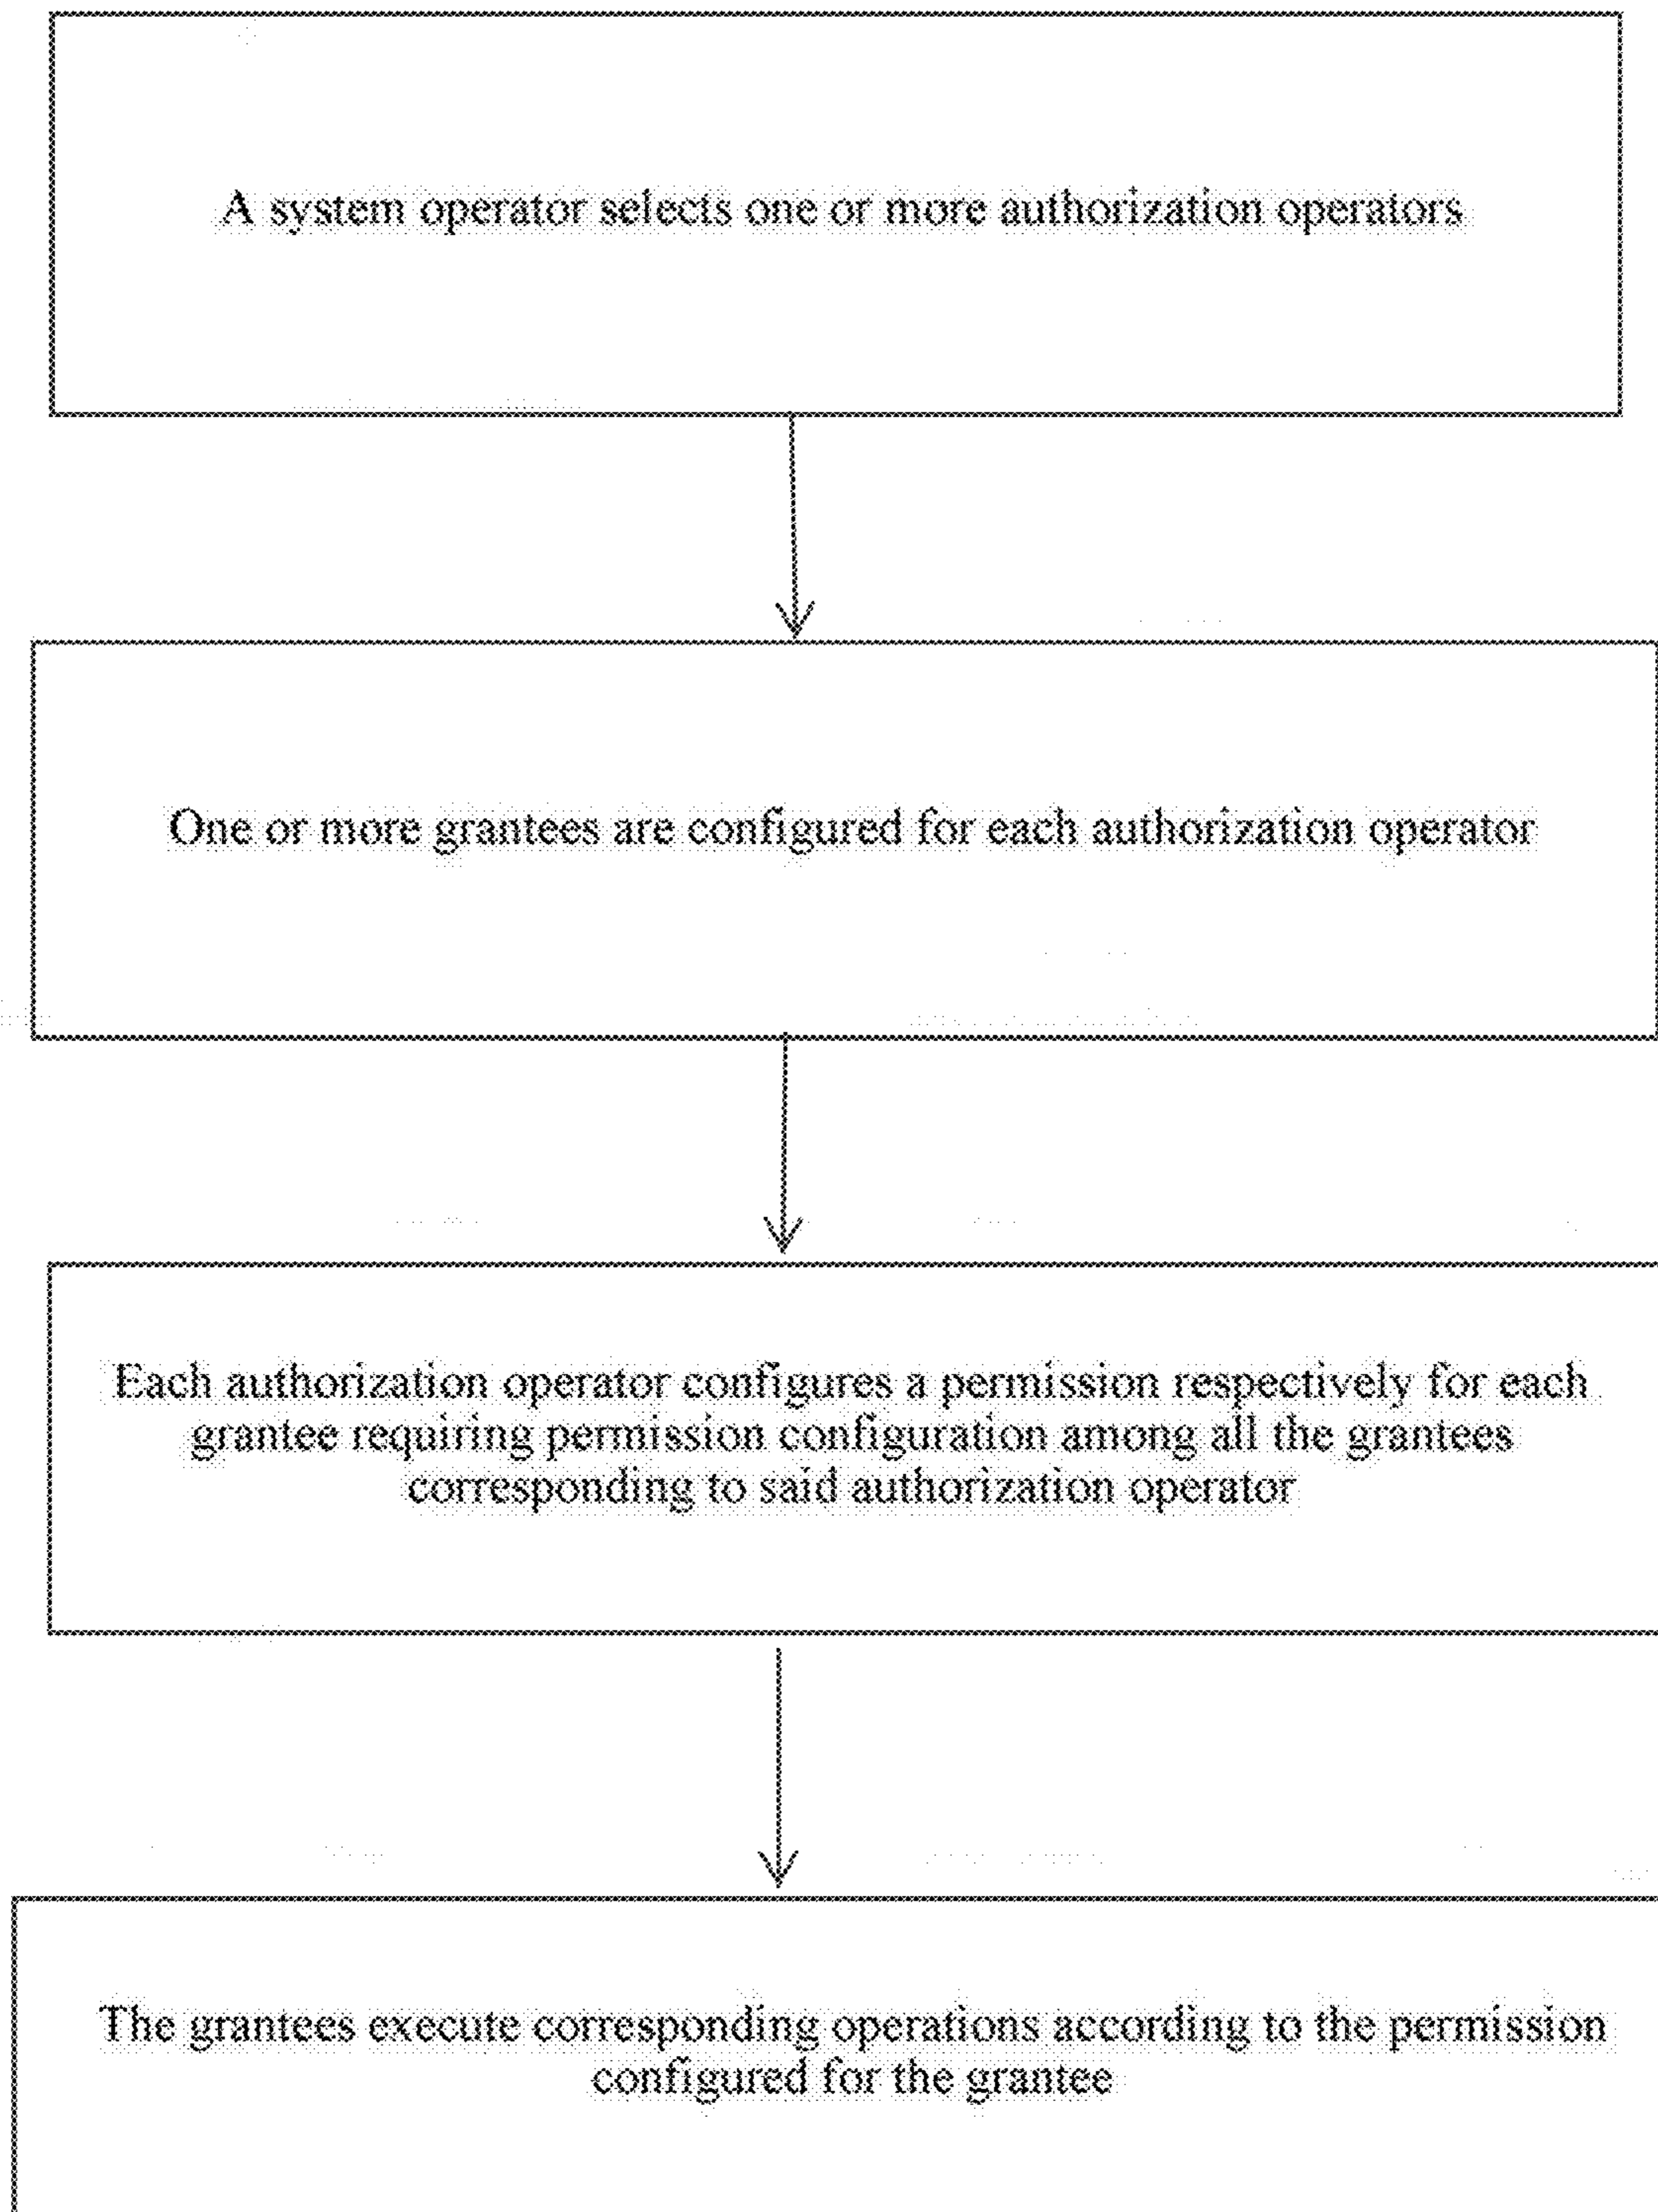 A system operator selects one or more authorization operators
One or more grantees are configured for each authorization operator
Each authorization operator configures a permission respectively for each
grantee requiring permission configuration among all the grantees
corresponding to said authorization operator
The grantees execute corresponding operations according to the permission
configured for the grantee